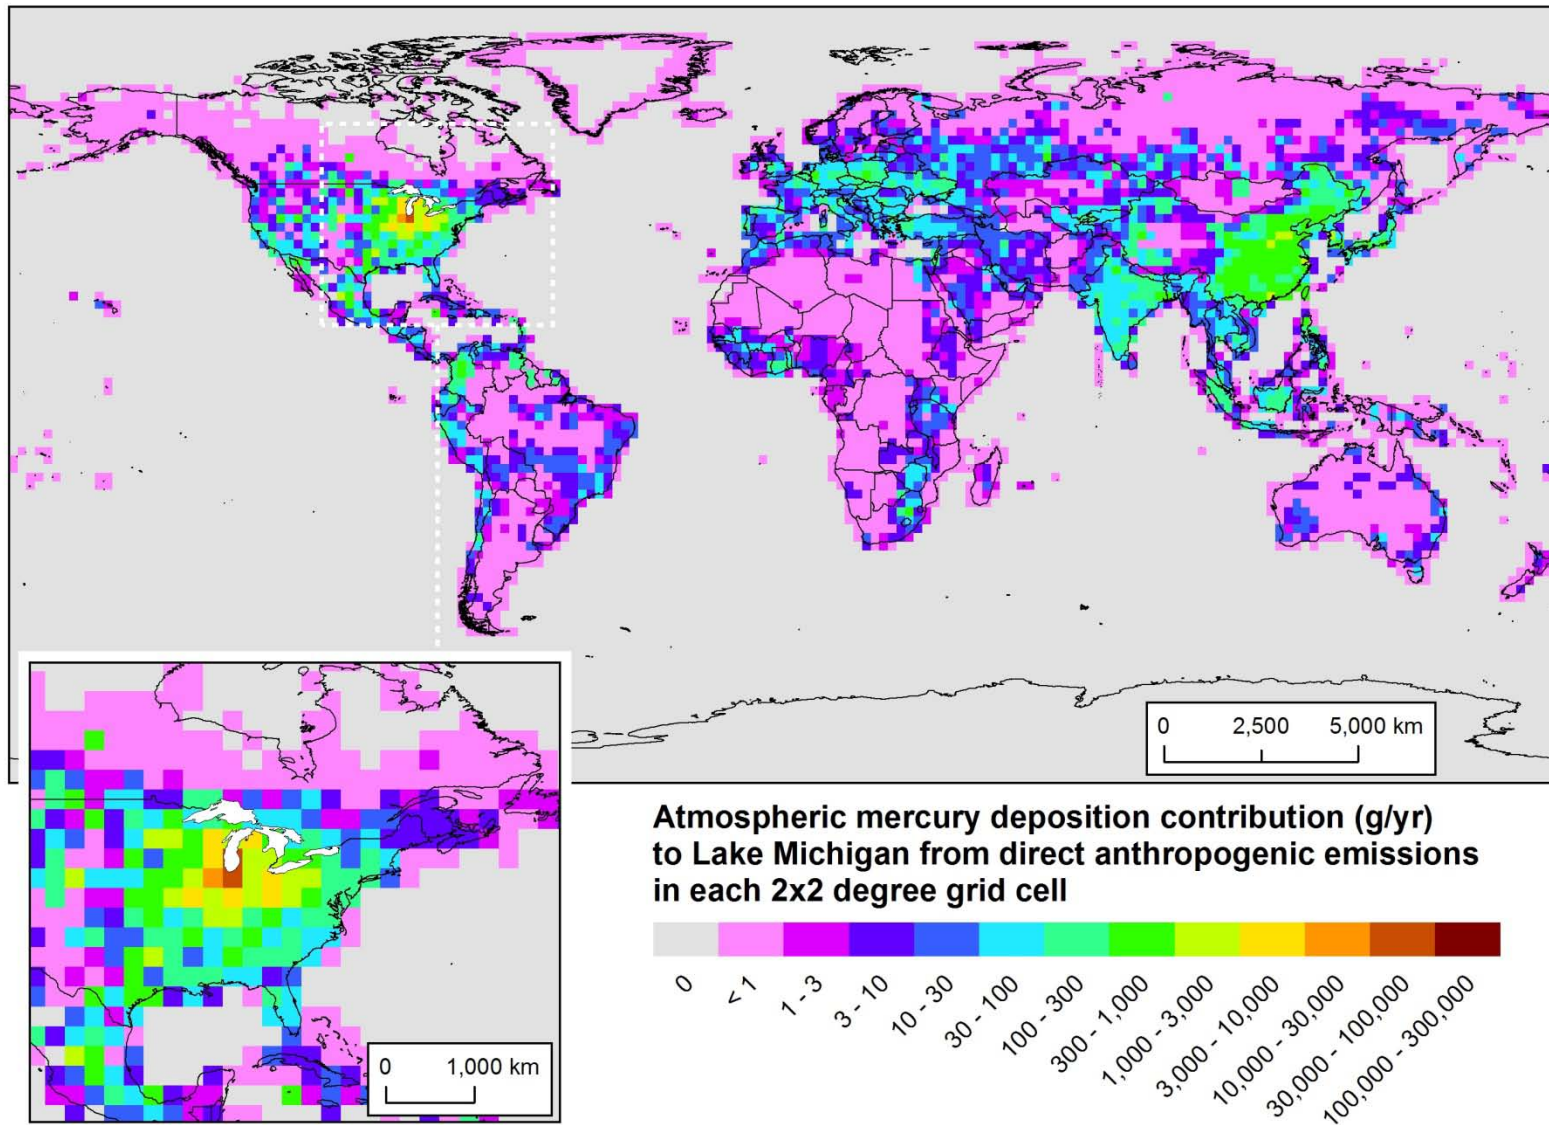 0 2,500 5,000 km
Atmospheric mercury deposition contribution (g/yr)
to Lake Michigan from direct anthropogenic emissions
in each 2x2 degree grid cell
0
< 1
1 - 3
3 - 10
10 - 30
30 - 100
100 - 300
300 - 1,000
1,000 - 3,000
3,000 - 10,000
10,000 - 30,000
30,000 - 100,000
100,000 - 300,000
0 1,000 km